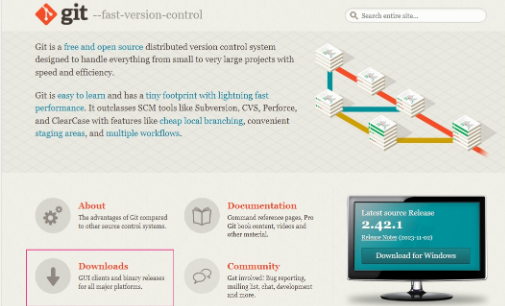 git --fast-version-control
Search entire site...
Git is a free and open source distributed version control system
designed to handle everything from small to very large projects with
speed and efficiency.
Git is easy to learn and has a tiny footprint with lightning fast
performance. It outclasses SCM tools like Subversion, CVS, Perforce,
and ClearCase with features like cheap local branching, convenient
staging areas, and multiple workflows.
About
The advantages of Git compared
to other source control systems.
Documentation
Command reference pages, Pro
Git book content, videos and
other material.
Downloads
GUI clients and binary releases
for all major platforms.
Community
Get involved! Bug reporting,
mailing list, chat, development
and more.
Latest source Release
2.42.1
Release Notes (2023-11-02)
Download for Windows